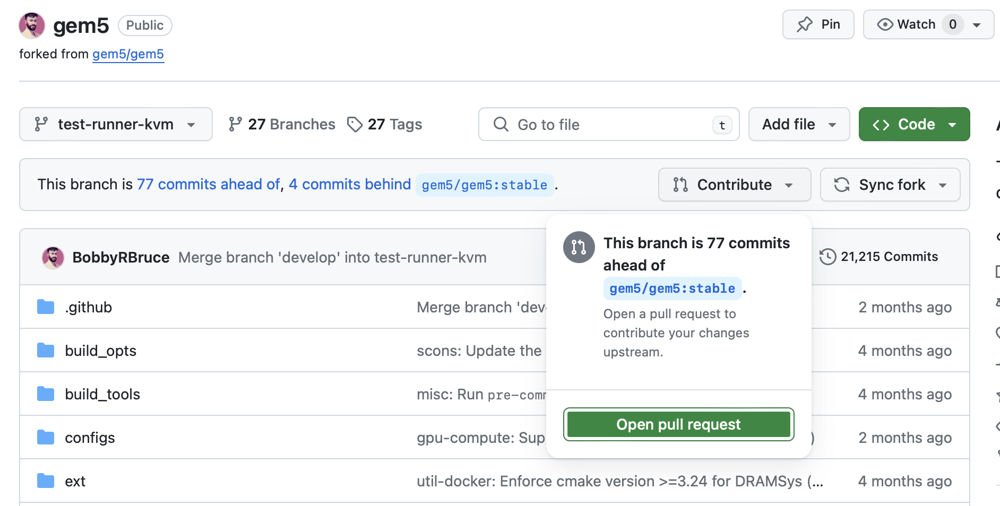 gem5 Public
Pin
Watch 0
forked from gem5/gem5
test-runner-kvm
27 Branches
27 Tags
Go to file t
Add file
Code
This branch is 77 commits ahead of, 4 commits behind gem5/gem5:stable .
Contribute
Sync fork
BobbyRBruce Merge branch 'develop' into test-runner-kvm
21,215 Commits
This branch is 77 commits
ahead of
gem5/gem5:stable .
Open a pull request to
contribute your changes
upstream.
Open pull request
.github Merge branch 2 months ago
build_opts scons: Update the 4 months ago
build_tools misc: Run 4 months ago
configs gpu-compute: ) 2 months ago
ext util-docker: Enforce cmake version >=3.24 for DRAMSys (... 4 months ago